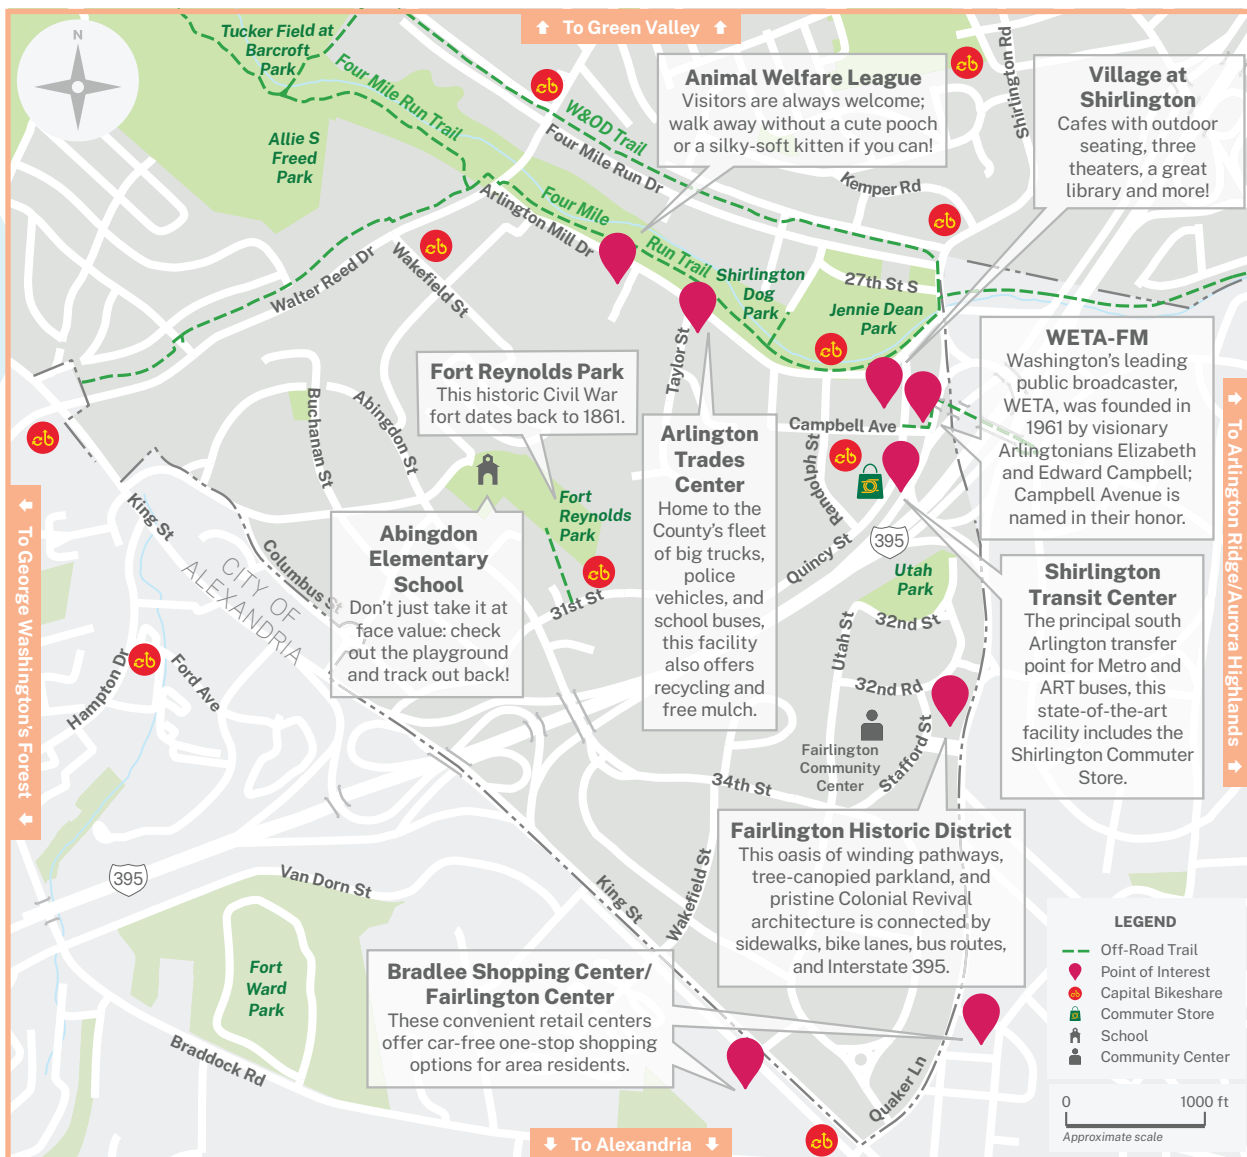 To Green Valley
N
Tucker Field at
Barcroft
Park
Four Mile Run Trail
Allie S
Freed
Park
W&OD Trail
Four Mile Run Dr
Shirlington Rd
Animal Welfare League
Visitors are always welcome;
walk away without a cute pooch
or a silky-soft kitten if you can!
Village at
Shirlington
Cafes with outdoor
seating, three
theaters, a great
library and more!
Kemper Rd
Arlington Mill Dr
Four Mile
Run Trail
Walter Reed Dr
Wakefield St
Shirlington
Dog
Park
27th St S
Jennie Dean
Park
Taylor St
WETA-FM
Washington's leading
public broadcaster,
WETA, was founded in
1961 by visionary
Arlingtonians Elizabeth
and Edward Campbell;
Campbell Avenue is
named in their honor.
Fort Reynolds Park
This historic Civil War
fort dates back to 1861.
Buchanan St
Abingdon St
Campbell Ave
Randolph St
Arlington
Trades
Center
Home to the
County's fleet
of big trucks,
police
vehicles, and
school buses,
this facility
also offers
recycling and
free mulch.
To Arlington Ridge/Aurora Highlands
To George Washington's Forest
King St
Columbus St
CITY OF
ALEXANDRIA
Abingdon
Elementary
School
Don't just take it at
face value: check
out the playground
and track out back!
Fort
Reynolds
Park
31st St
Quincy St
395
Utah
Park
Shirlington
Transit Center
The principal south
Arlington transfer
point for Metro and
ART buses, this
state-of-the-art
facility includes the
Shirlington Commuter
Store.
32nd St
Utah St
32nd Rd
Hampton Dr
Ford Ave
Fairlington
Community
Center
Stafford St
34th St
Fairlington Historic District
This oasis of winding pathways,
tree-canopied parkland, and
pristine Colonial Revival
architecture is connected by
sidewalks, bike lanes, bus routes,
and Interstate 395.
395
Van Dorn St
King St
Wakefield St
Fort
Ward
Park
Bradlee Shopping Center/
Fairlington Center
These convenient retail centers
offer car-free one-stop shopping
options for area residents.
Braddock Rd
Quaker Ln
LEGEND
Off-Road Trail
Point of Interest
Capital Bikeshare
Commuter Store
School
Community Center
0 1000 ft
Approximate scale
To Alexandria